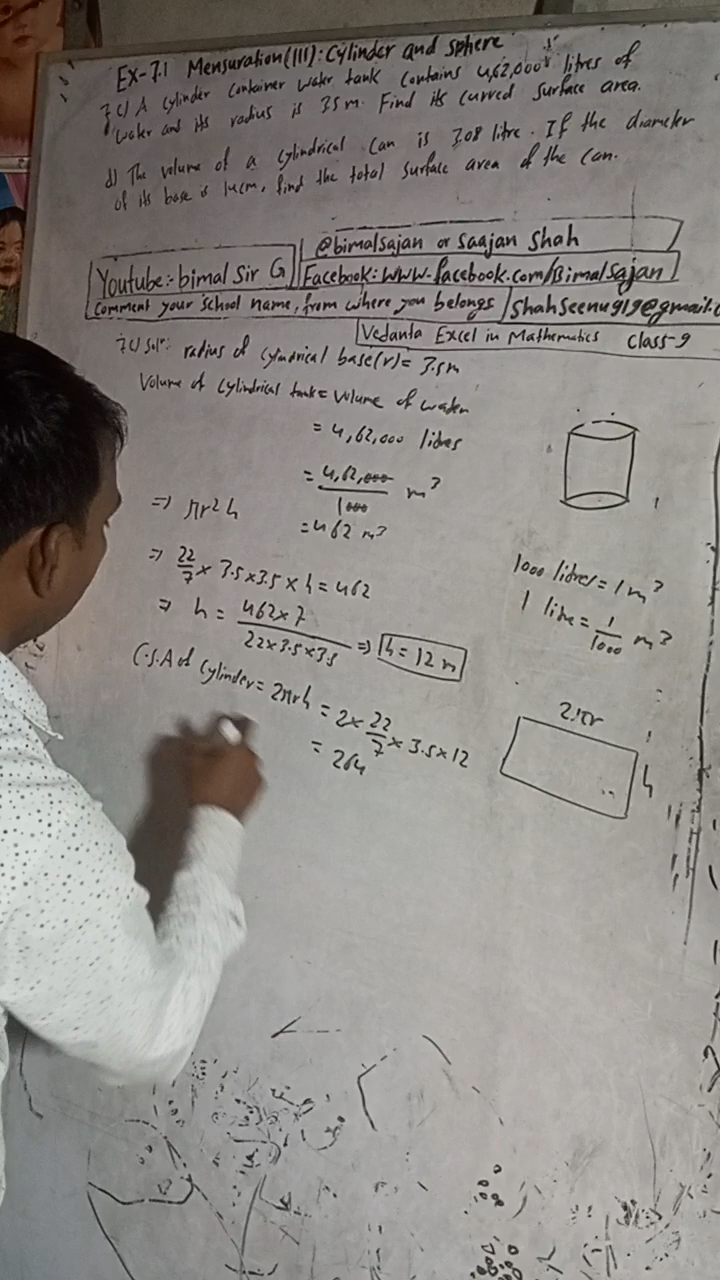 Ex-7.1 Mensuration(III): Cylinder and sphere
7 c) A cylinder container water tank contains 4,62,000 litres of
water and its radius is 3.5 m. Find its curved surface area.
d) The volume of a cylindrical can is 3.08 litre. If the diameter
of its base is 14cm, find the total surface area of the can.
@bimalsajan or Saajan Shah
Youtube:- bimal Sir G
Facebook: www.facebook.com/Bimalsajan
Comment your school name, from where you belongs / Shahseenu919@gmail.c
Vedanta Excel in Mathematics class-9
7 c) Solⁿ: radius of cylindrical base(r) = 3.5m
Volume of cylindrical tank = Volume of water
= 4,62,000 litres
= 4,62,000/1000 m³
⇒ πr²h = 462 m³
⇒ 22/7 × 3.5 × 3.5 × h = 462
⇒ h = 462×7/22×3.5×3.5 ⇒ h = 12 m
C.S.A of cylinder = 2πrh = 2 × 22/7 × 3.5 × 12
= 264
1000 litres = 1 m³
1 litre = 1/1000 m³
2πr
h